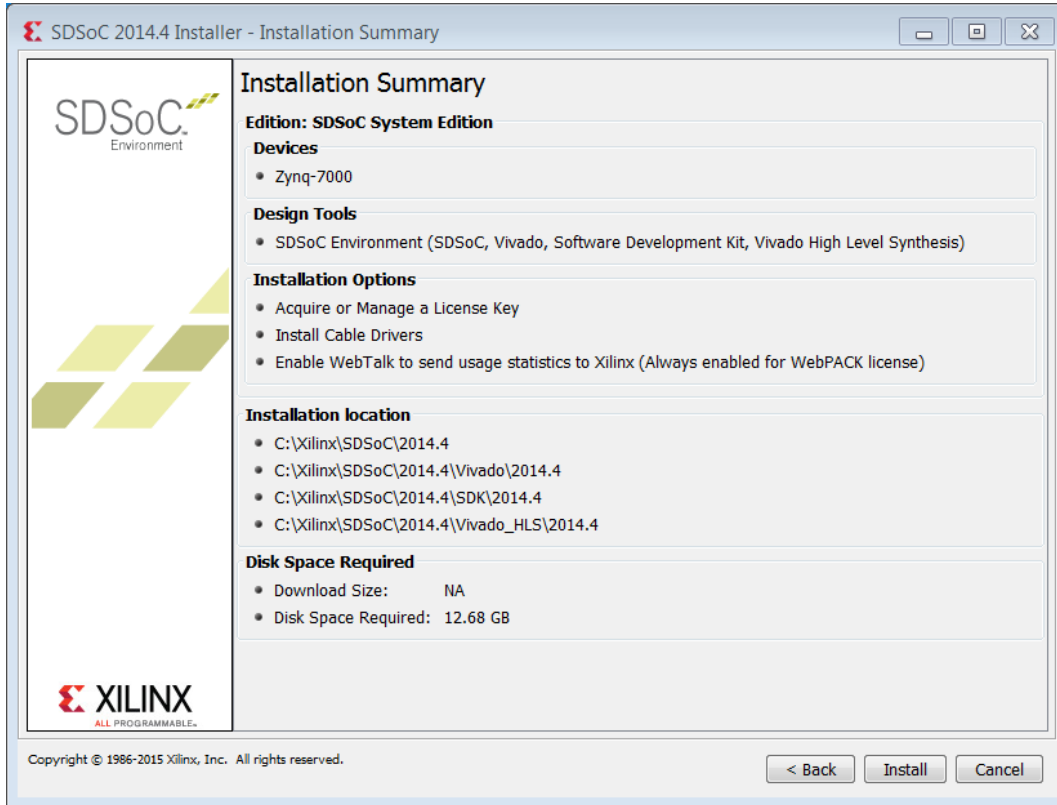 SDSoC 2014.4 Installer - Installation Summary
SDSoC™
Environment
Installation Summary
Edition: SDSoC System Edition
Devices
Zynq-7000
Design Tools
SDSoC Environment (SDSoC, Vivado, Software Development Kit, Vivado High Level Synthesis)
Installation Options
Acquire or Manage a License Key
Install Cable Drivers
Enable WebTalk to send usage statistics to Xilinx (Always enabled for WebPACK license)
Installation location
C:\Xilinx\SDSoC\2014.4
C:\Xilinx\SDSoC\2014.4\Vivado\2014.4
C:\Xilinx\SDSoC\2014.4\SDK\2014.4
C:\Xilinx\SDSoC\2014.4\Vivado_HLS\2014.4
Disk Space Required
Download Size: NA
Disk Space Required: 12.68 GB
XILINX
ALL PROGRAMMABLE™
Copyright © 1986-2015 Xilinx, Inc. All rights reserved.
< Back Install Cancel